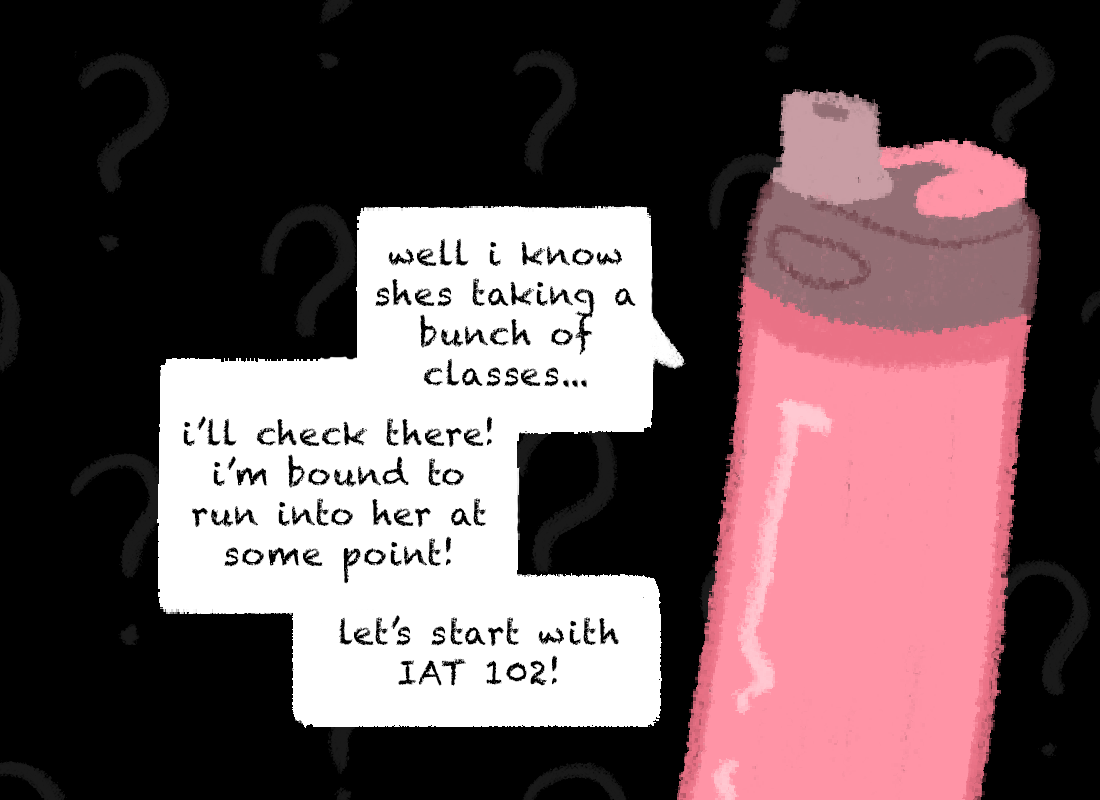 well i know
shes taking a
bunch of
classes...
i'll check there!
i'm bound to
run into her at
some point!
let's start with
IAT 102!